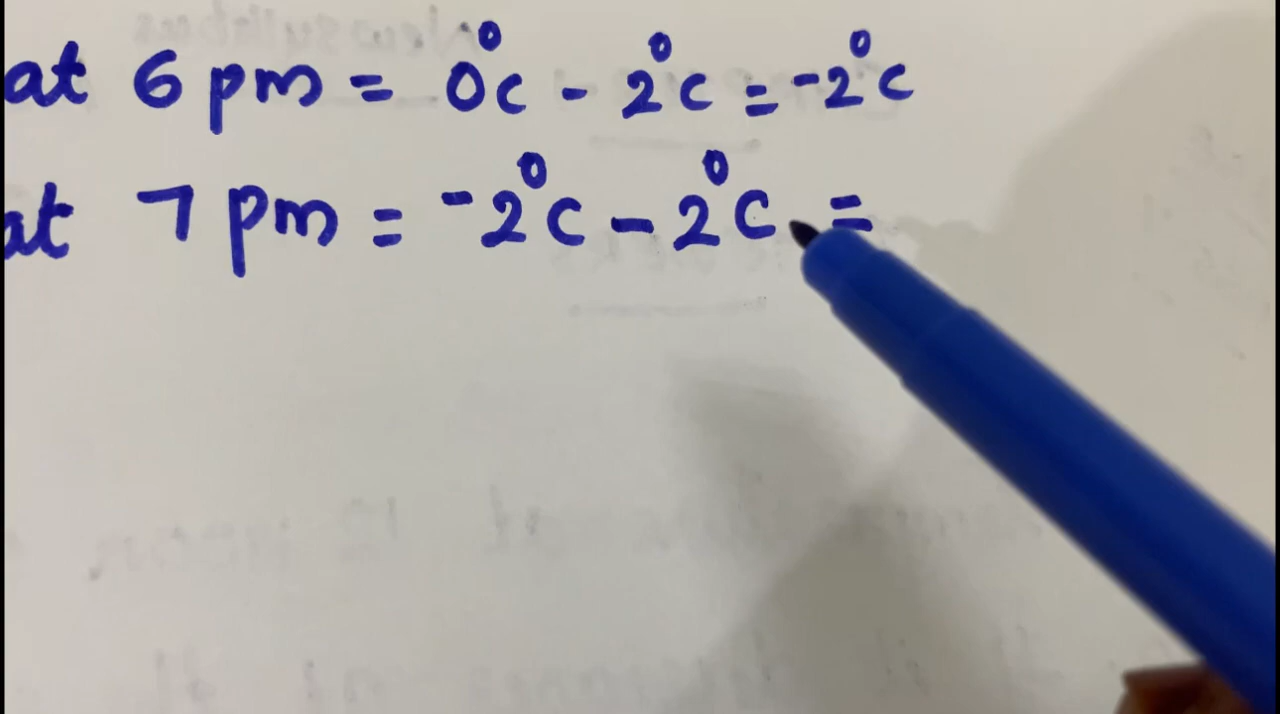 at 6 pm = 0°c - 2°c = -2°c
at 7 pm = -2°c - 2°c =